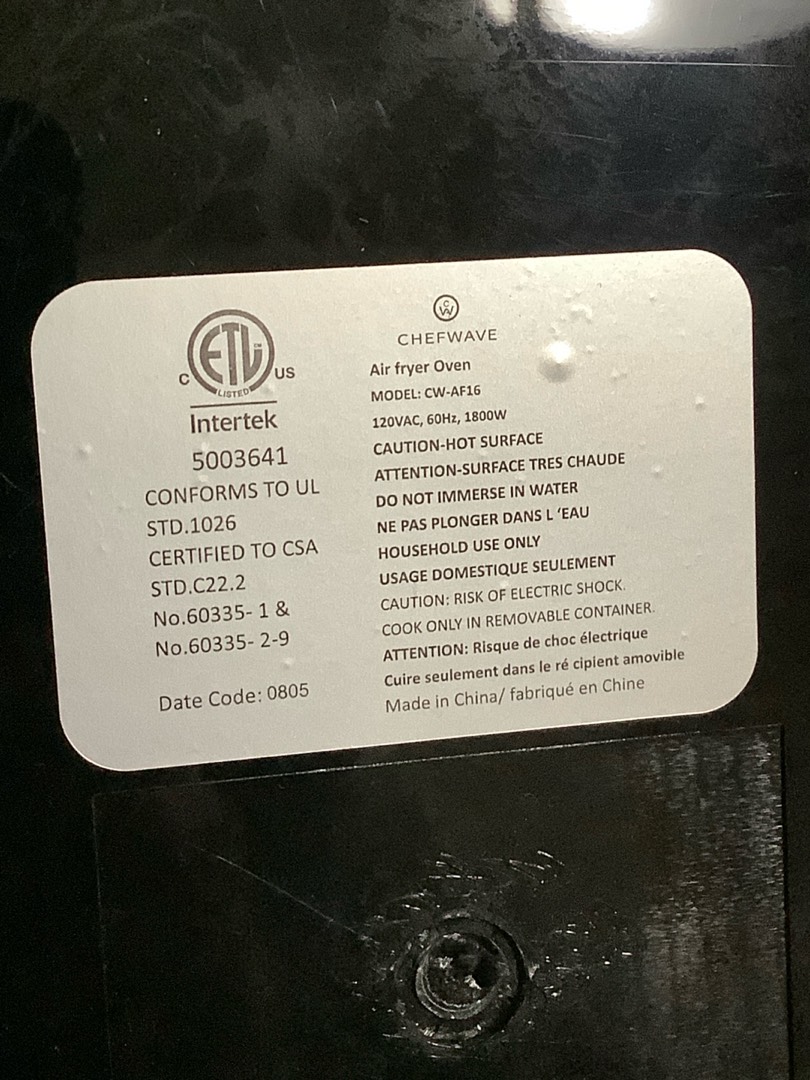 C ETL™ US
LISTED
Intertek
5003641
CONFORMS TO UL
STD.1026
CERTIFIED TO CSA
STD.C22.2
No.60335- 1 &
No.60335- 2-9
Date Code: 0805
CW
CHEFWAVE
Air fryer Oven
MODEL: CW-AF16
120VAC, 60Hz, 1800W
CAUTION-HOT SURFACE
ATTENTION-SURFACE TRES CHAUDE
DO NOT IMMERSE IN WATER
NE PAS PLONGER DANS L ‘EAU
HOUSEHOLD USE ONLY
USAGE DOMESTIQUE SEULEMENT
CAUTION: RISK OF ELECTRIC SHOCK.
COOK ONLY IN REMOVABLE CONTAINER.
ATTENTION: Risque de choc électrique
Cuire seulement dans le ré cipient amovible
Made in China/ fabriqué en Chine